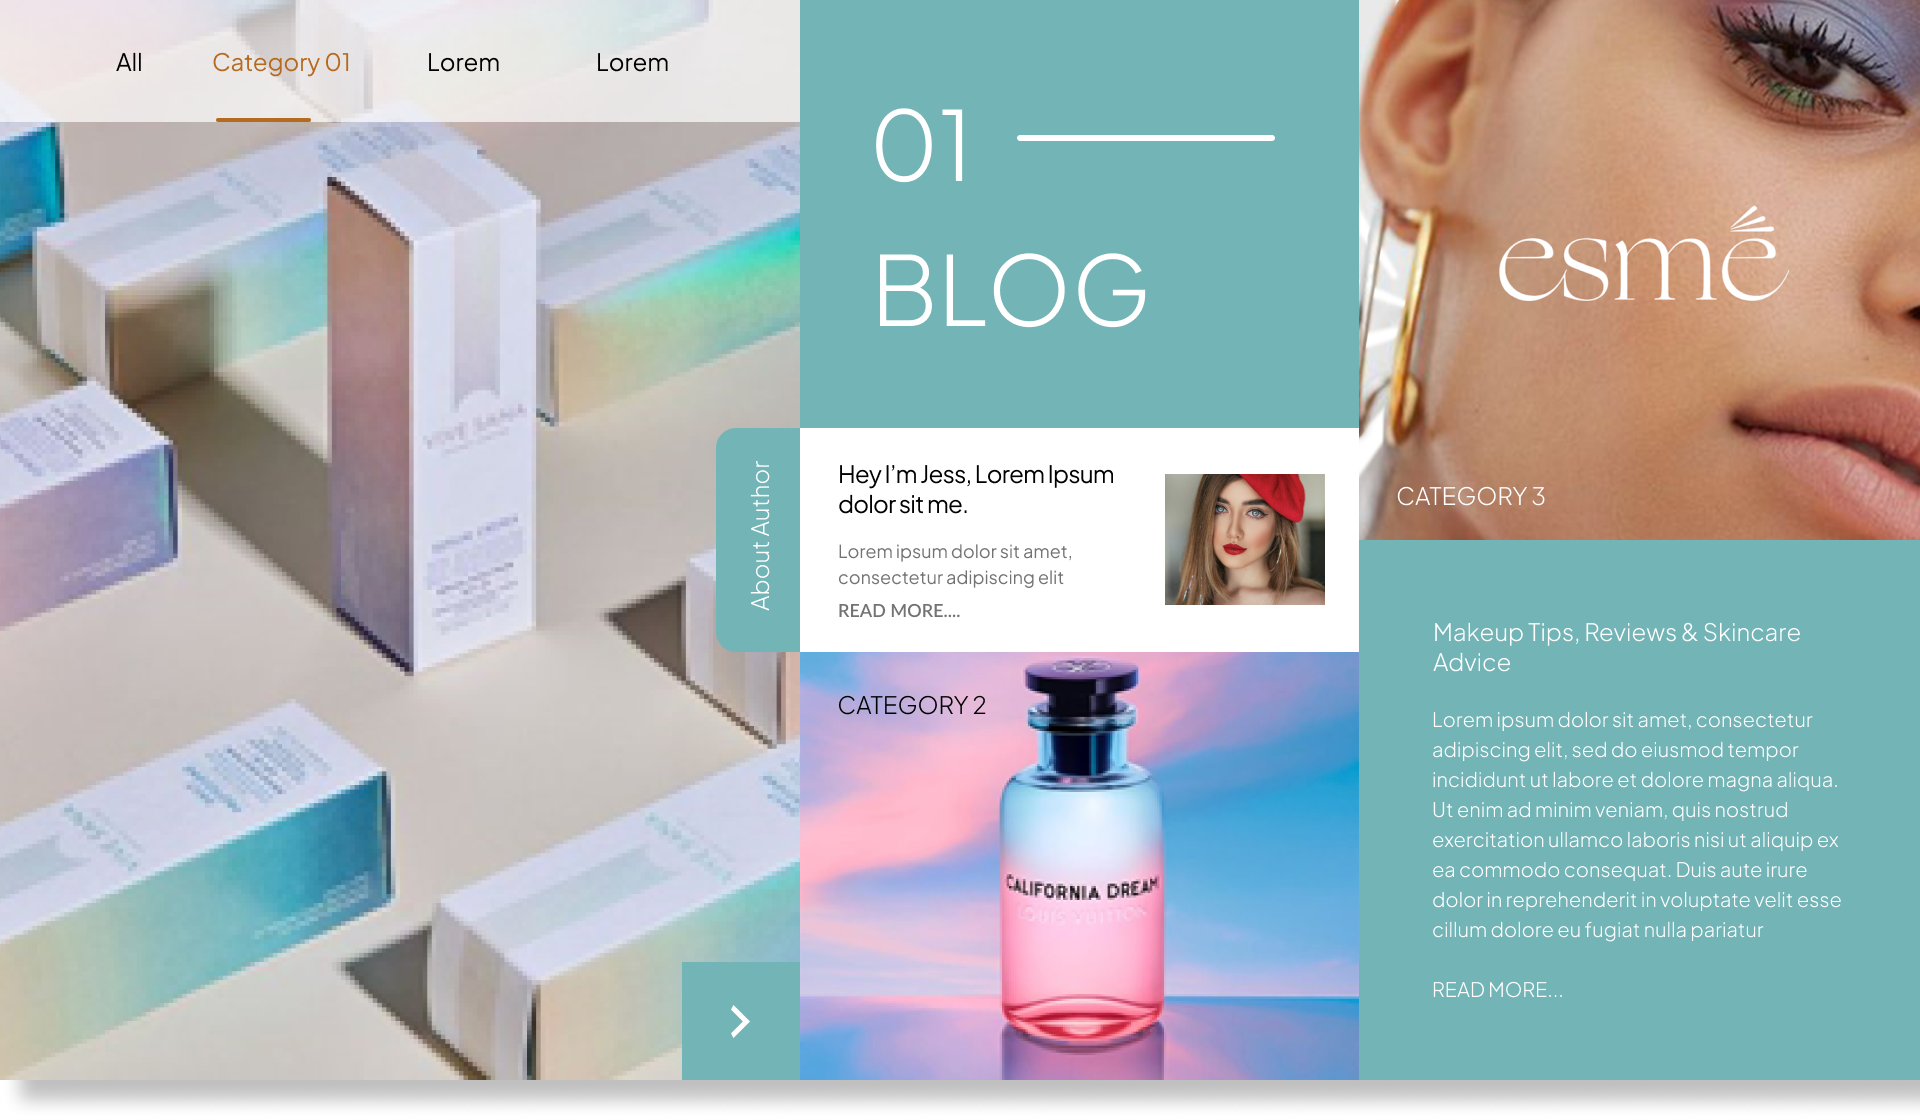 All
Category 01
Lorem
Lorem
VIVE SANA
01
BLOG
About Author
Hey I'm Jess, Lorem Ipsum
dolor sit me.
Lorem ipsum dolor sit amet,
consectetur adipiscing elit
READ MORE....
CATEGORY 2
CALIFORNIA DREAM
LOUIS VUITTON
esmé
CATEGORY 3
Makeup Tips, Reviews & Skincare
Advice
Lorem ipsum dolor sit amet, consectetur
adipiscing elit, sed do eiusmod tempor
incididunt ut labore et dolore magna aliqua.
Ut enim ad minim veniam, quis nostrud
exercitation ullamco laboris nisi ut aliquip ex
ea commodo consequat. Duis aute irure
dolor in reprehenderit in voluptate velit esse
cillum dolore eu fugiat nulla pariatur
READ MORE...